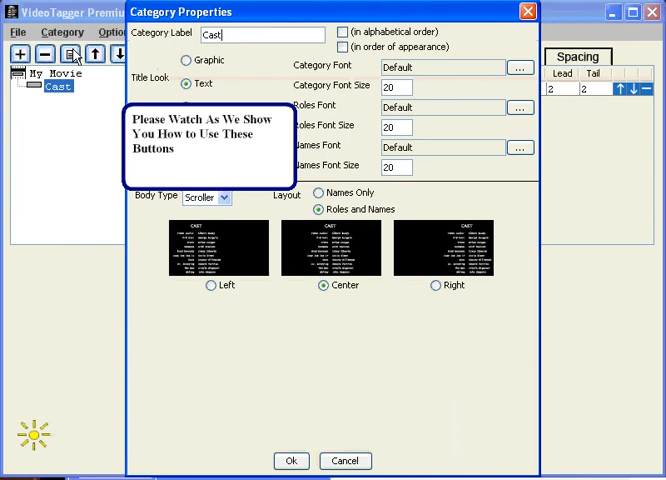 VideoTagger Premium
Category Properties
File Category Option
Category Label Cast (in alphabetical order)
(in order of appearance)
Spacing
Lead Tail
2 2
My Movie
Cast
Title Look Graphic
Text
Category Font Default ...
Category Font Size 20
Roles Font Default ...
Roles Font Size 20
Names Font Default ...
Names Font Size 20
Please Watch As We Show
You How to Use These
Buttons
Body Type Scroller Layout Names Only
Roles and Names
CAST CAST CAST
Left Center Right
Ok Cancel